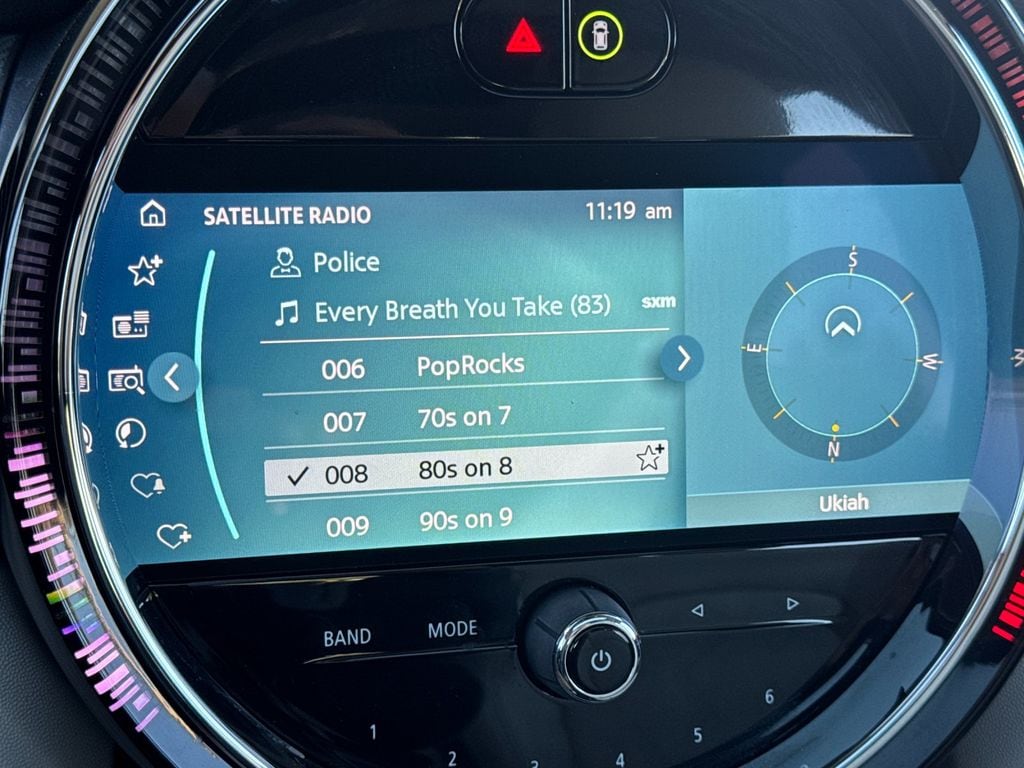 SATELLITE RADIO 11:19 am
Police
Every Breath You Take (83) sxm
006 PopRocks
007 70s on 7
008 80s on 8
009 90s on 9
S
E W
N
Ukiah
BAND MODE
1 2 3 4 5 6